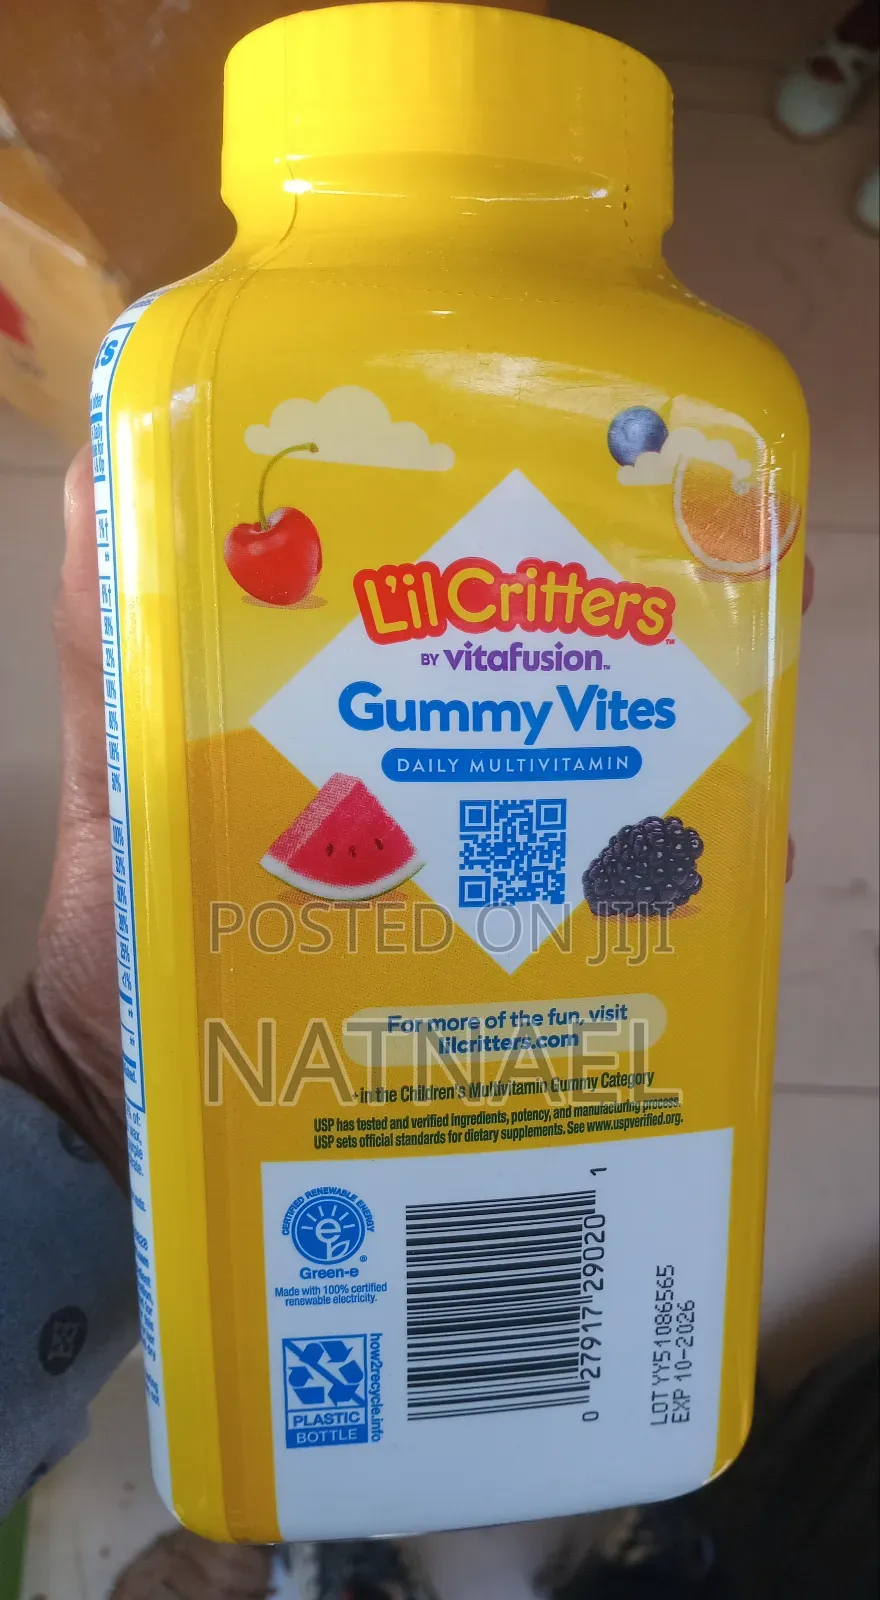 L'il Critters™
BY vitafusion™
Gummy Vites
DAILY MULTIVITAMIN
POSTED ON JIJI
NATNAEL
For more of the fun, visit
lilcritters.com
+in the Children's Multivitamin Gummy Category
USP has tested and verified ingredients, potency, and manufacturing process.
USP sets official standards for dietary supplements. See www.uspverified.org.
CERTIFIED RENEWABLE ENERGY
e
®
Green-e
Made with 100% certified
renewable electricity.
how2recycle.info
PLASTIC
BOTTLE
0 27917 29020 1
LOT YY51086565
EXP 10-2026